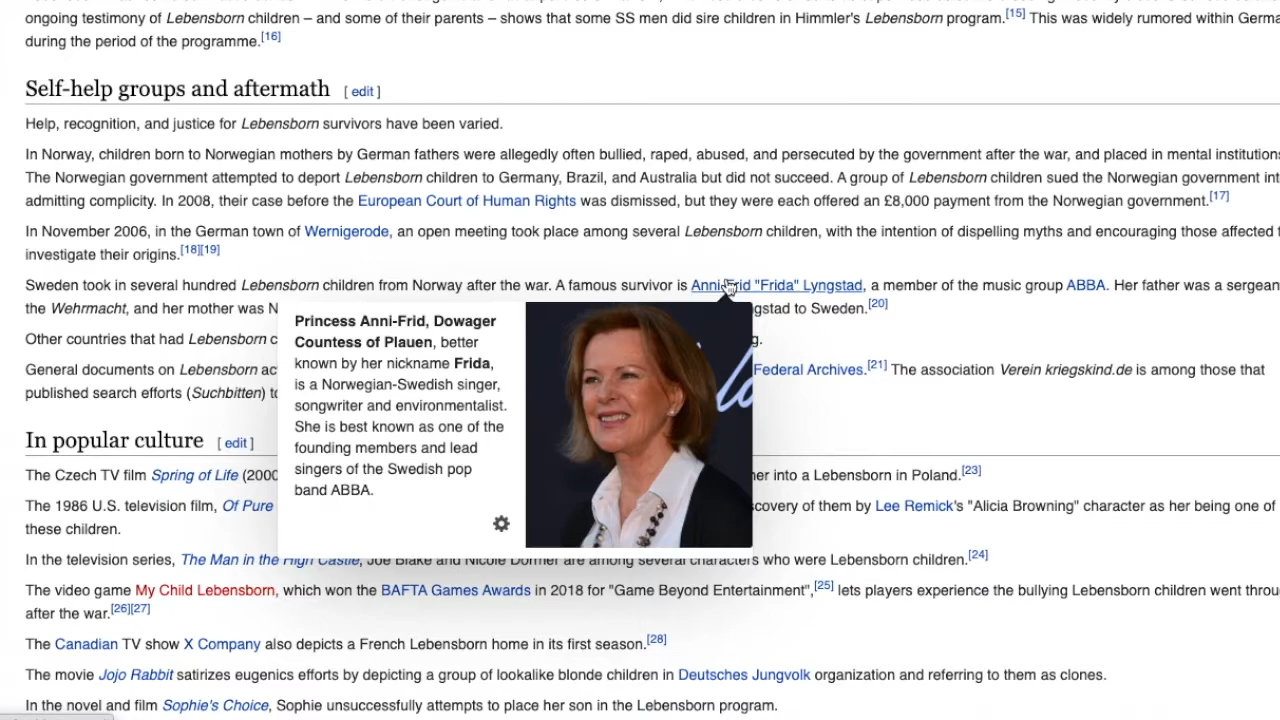 ongoing testimony of Lebensborn children – and some of their parents – shows that some SS men did sire children in Himmler's Lebensborn program.[15] This was widely rumored within Germa
during the period of the programme.[16]
Self-help groups and aftermath [ edit ]
Help, recognition, and justice for Lebensborn survivors have been varied.
In Norway, children born to Norwegian mothers by German fathers were allegedly often bullied, raped, abused, and persecuted by the government after the war, and placed in mental institutions
The Norwegian government attempted to deport Lebensborn children to Germany, Brazil, and Australia but did not succeed. A group of Lebensborn children sued the Norwegian government int
admitting complicity. In 2008, their case before the European Court of Human Rights was dismissed, but they were each offered an £8,000 payment from the Norwegian government.[17]
In November 2006, in the German town of Wernigerode, an open meeting took place among several Lebensborn children, with the intention of dispelling myths and encouraging those affected t
investigate their origins.[18][19]
Sweden took in several hundred Lebensborn children from Norway after the war. A famous survivor is Anni-Frid "Frida" Lyngstad, a member of the music group ABBA. Her father was a sergean
the Wehrmacht, and her mother was N gstad to Sweden.[20]
Other countries that had Lebensborn c g.
General documents on Lebensborn ac Federal Archives.[21] The association Verein kriegskind.de is among those that
published search efforts (Suchbitten) to
Princess Anni-Frid, Dowager
Countess of Plauen, better
known by her nickname Frida,
is a Norwegian-Swedish singer,
songwriter and environmentalist.
She is best known as one of the
founding members and lead
singers of the Swedish pop
band ABBA.
In popular culture [ edit ]
The Czech TV film Spring of Life (2000 her into a Lebensborn in Poland.[23]
The 1986 U.S. television film, Of Pure covery of them by Lee Remick's "Alicia Browning" character as her being one of
these children.
In the television series, The Man in the High Castle, Joe Blake and Nicole Dormer are among several characters who were Lebensborn children.[24]
The video game My Child Lebensborn, which won the BAFTA Games Awards in 2018 for "Game Beyond Entertainment",[25] lets players experience the bullying Lebensborn children went throu
after the war.[26][27]
The Canadian TV show X Company also depicts a French Lebensborn home in its first season.[28]
The movie Jojo Rabbit satirizes eugenics efforts by depicting a group of lookalike blonde children in Deutsches Jungvolk organization and referring to them as clones.
In the novel and film Sophie's Choice, Sophie unsuccessfully attempts to place her son in the Lebensborn program.